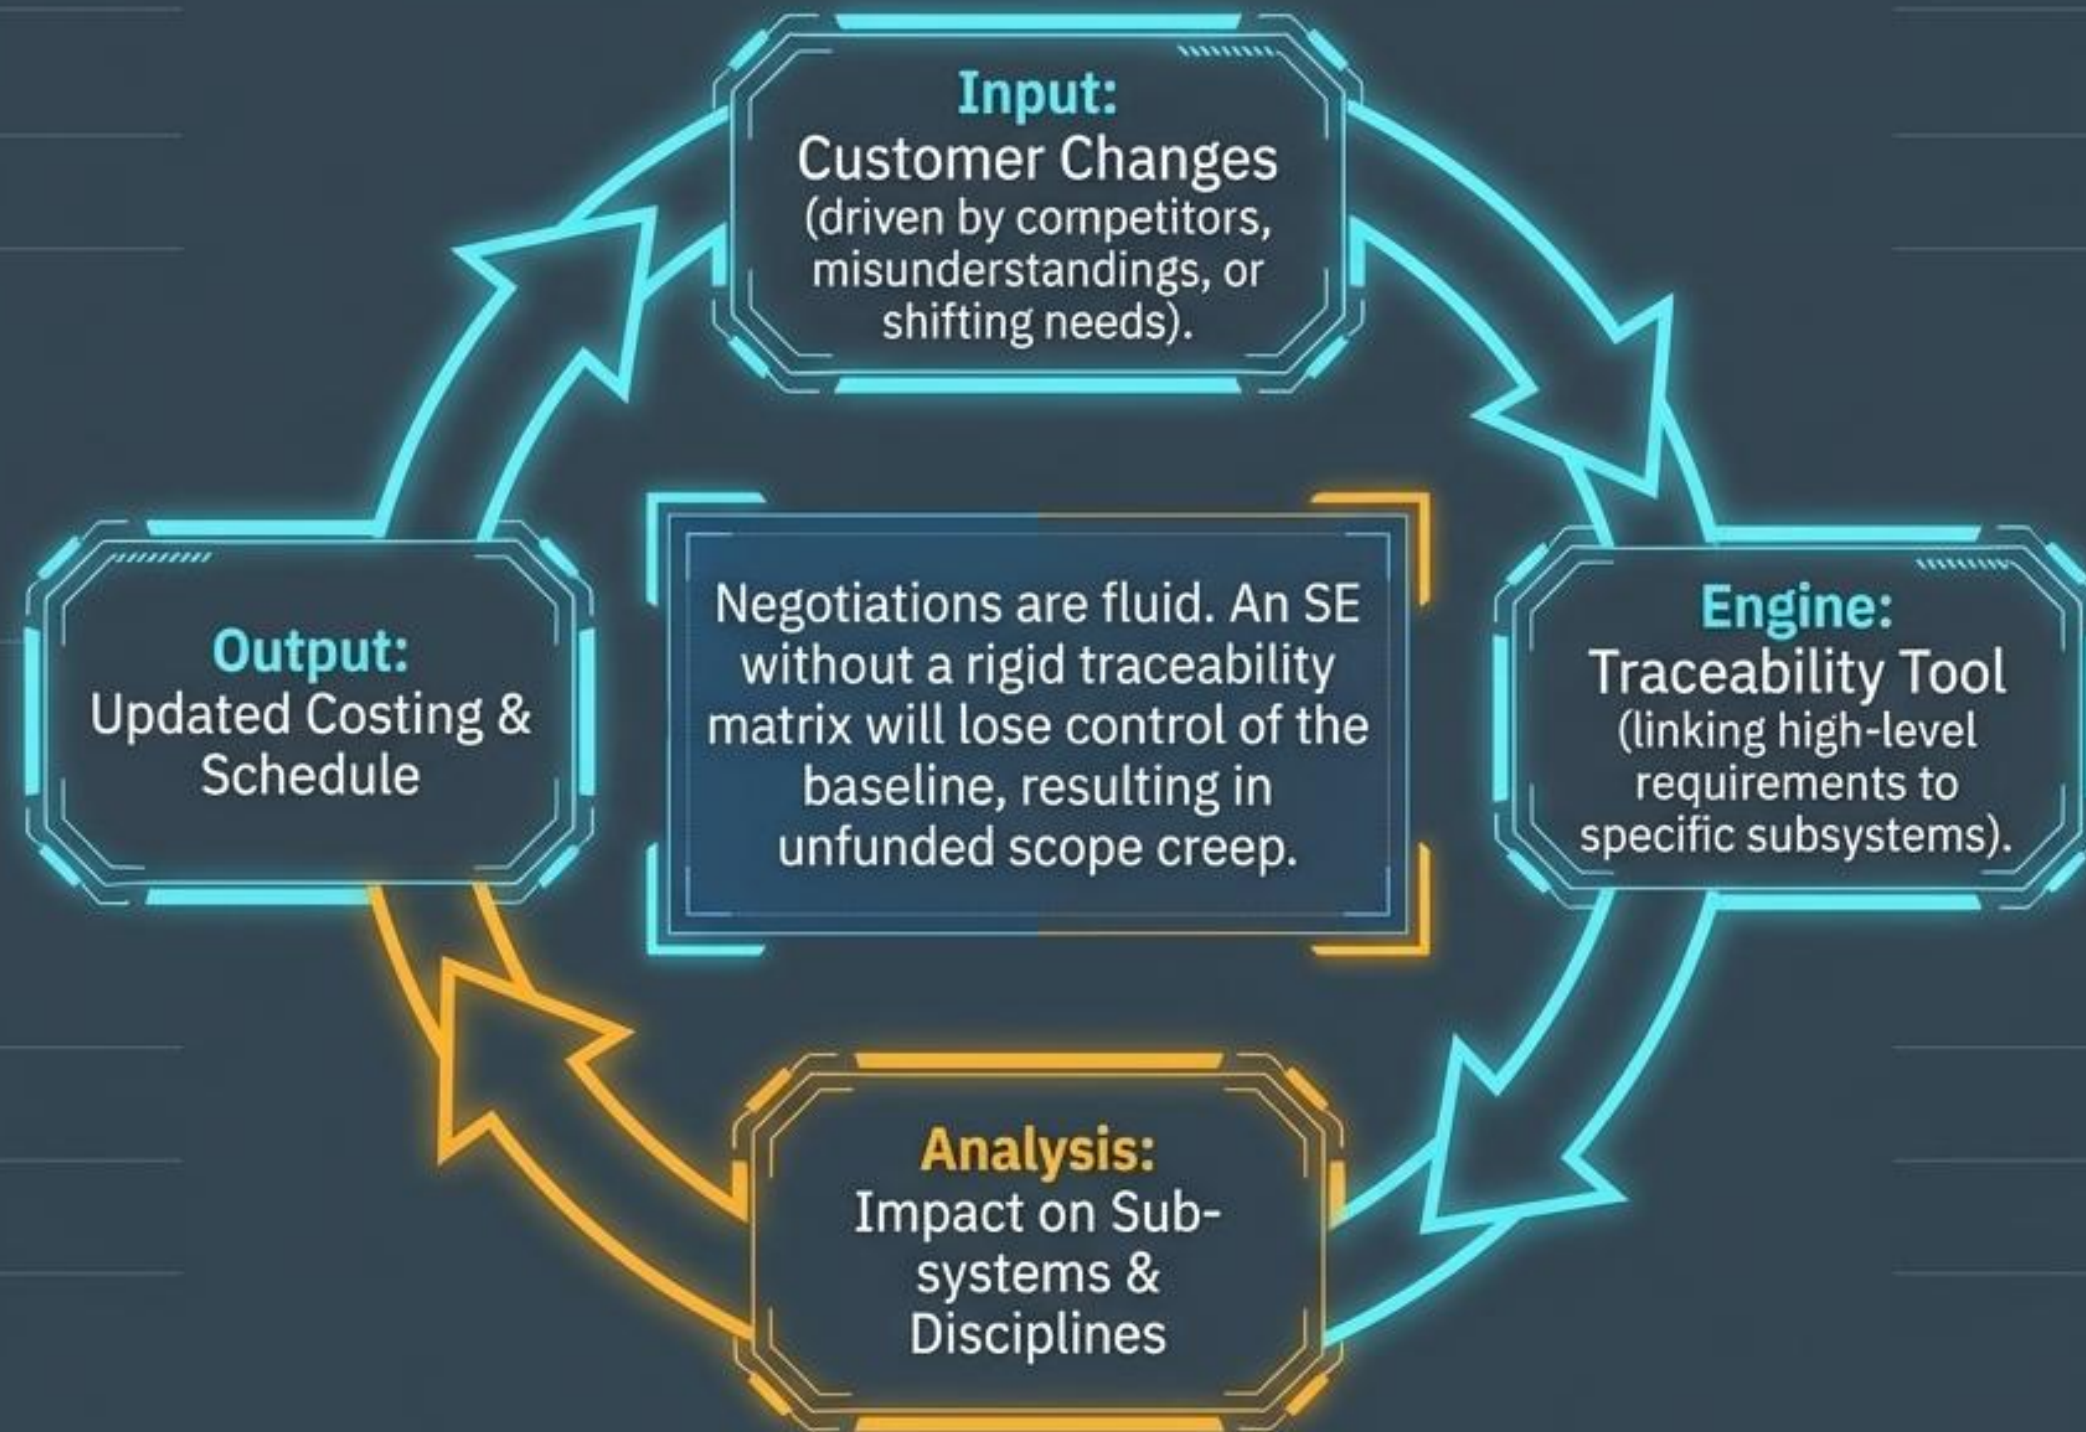 Input:
Customer Changes
(driven by competitors,
misunderstandings, or
shifting needs).
Engine:
Traceability Tool
(linking high-level
requirements to
specific subsystems).
Analysis:
Impact on Sub-
systems &
Disciplines
Output:
Updated Costing &
Schedule
Negotiations are fluid. An SE
without a rigid traceability
matrix will lose control of the
baseline, resulting in
unfunded scope creep.